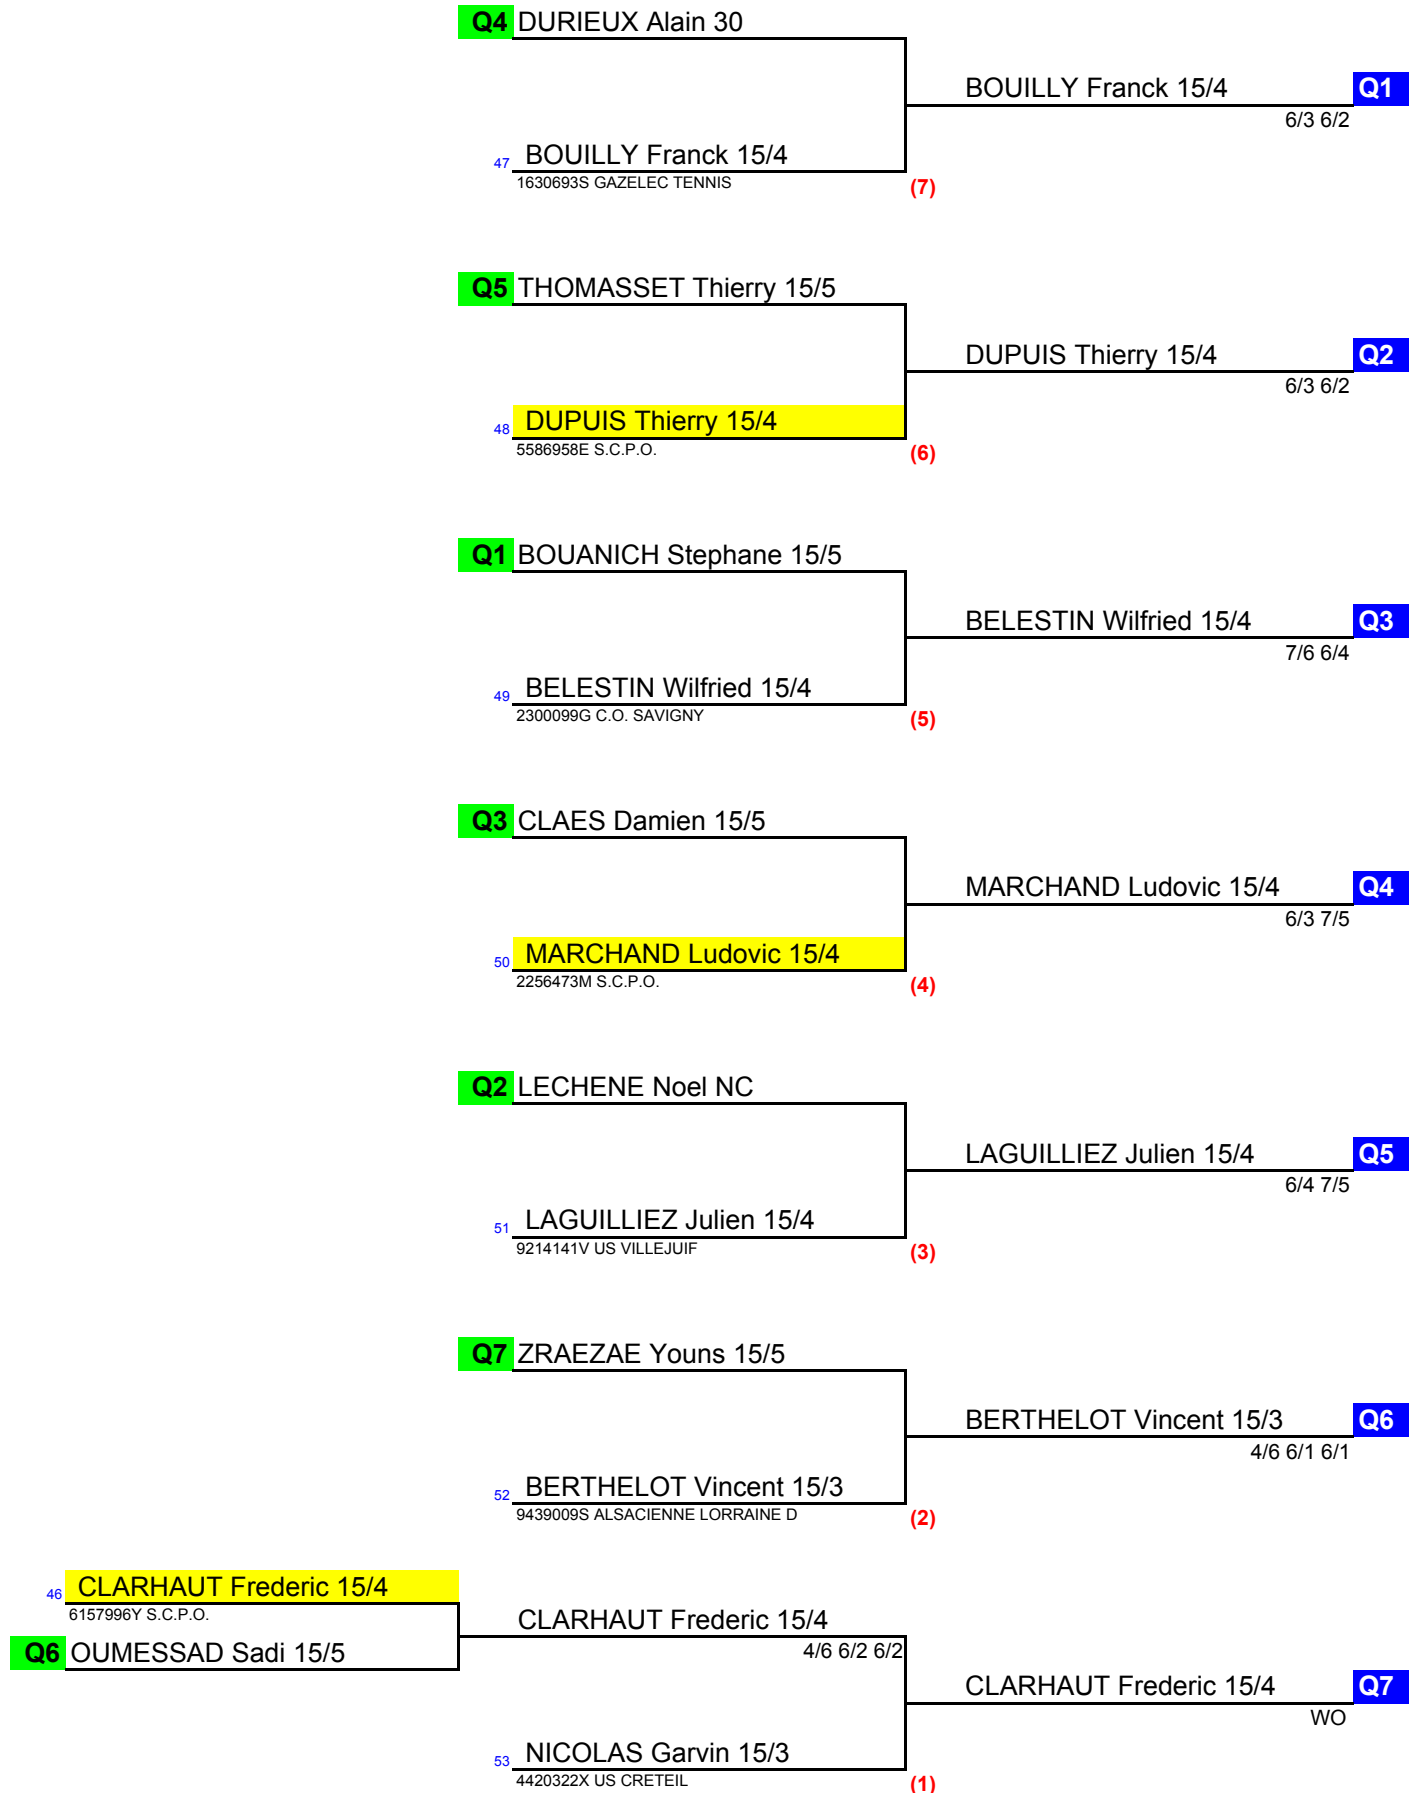 Q4 DURIEUX Alain 30
BOUILLY Franck 15/4 Q1
6/3 6/2
47 BOUILLY Franck 15/4
1630693S GAZELEC TENNIS
(7)
Q5 THOMASSET Thierry 15/5
DUPUIS Thierry 15/4 Q2
6/3 6/2
48 DUPUIS Thierry 15/4
5586958E S.C.P.O.
(6)
Q1 BOUANICH Stephane 15/5
BELESTIN Wilfried 15/4 Q3
7/6 6/4
49 BELESTIN Wilfried 15/4
2300099G C.O. SAVIGNY
(5)
Q3 CLAES Damien 15/5
MARCHAND Ludovic 15/4 Q4
6/3 7/5
50 MARCHAND Ludovic 15/4
2256473M S.C.P.O.
(4)
Q2 LECHENE Noel NC
LAGUILLIEZ Julien 15/4 Q5
6/4 7/5
51 LAGUILLIEZ Julien 15/4
9214141V US VILLEJUIF
(3)
Q7 ZRAEZAE Youns 15/5
BERTHELOT Vincent 15/3 Q6
4/6 6/1 6/1
52 BERTHELOT Vincent 15/3
9439009S ALSACIENNE LORRAINE D
(2)
46 CLARHAUT Frederic 15/4
6157996Y S.C.P.O.
CLARHAUT Frederic 15/4
4/6 6/2 6/2
Q6 OUMESSAD Sadi 15/5
CLARHAUT Frederic 15/4 Q7
WO
53 NICOLAS Garvin 15/3
4420322X US CRETEIL
(1)